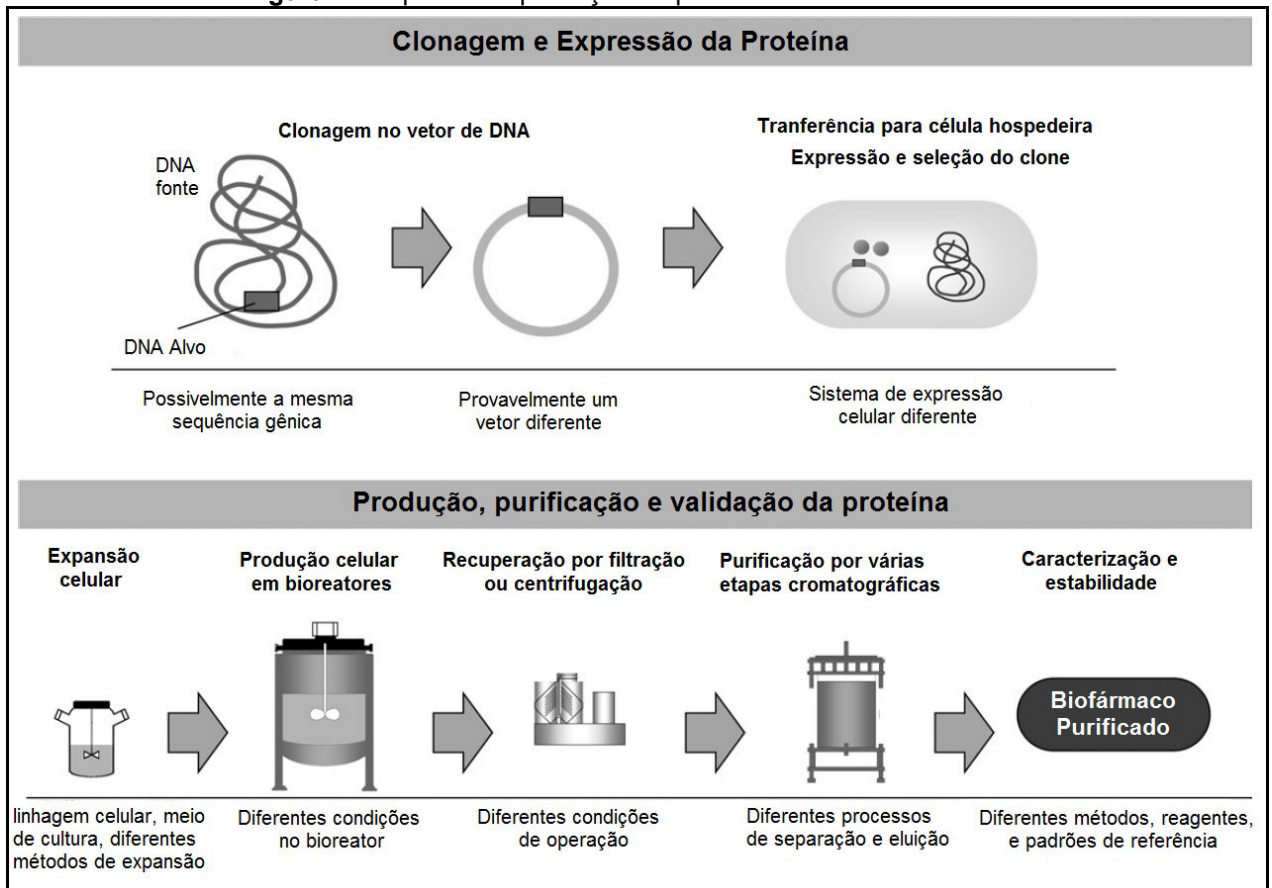 Clonagem e Expressão da Proteína
Clonagem no vetor de DNA
Tranferência para célula hospedeira
Expressão e seleção do clone
DNA
fonte
DNA Alvo
Possivelmente a mesma
sequência gênica
Provavelmente um
vetor diferente
Sistema de expressão
celular diferente
Produção, purificação e validação da proteína
Expansão
celular
Produção celular
em bioreatores
Recuperação por filtração
ou centrifugação
Purificação por várias
etapas cromatográficas
Caracterização e
estabilidade
Biofármaco
Purificado
linhagem celular, meio
de cultura, diferentes
métodos de expansão
Diferentes condições
no bioreator
Diferentes condições
de operação
Diferentes processos
de separação e eluição
Diferentes métodos, reagentes,
e padrões de referência